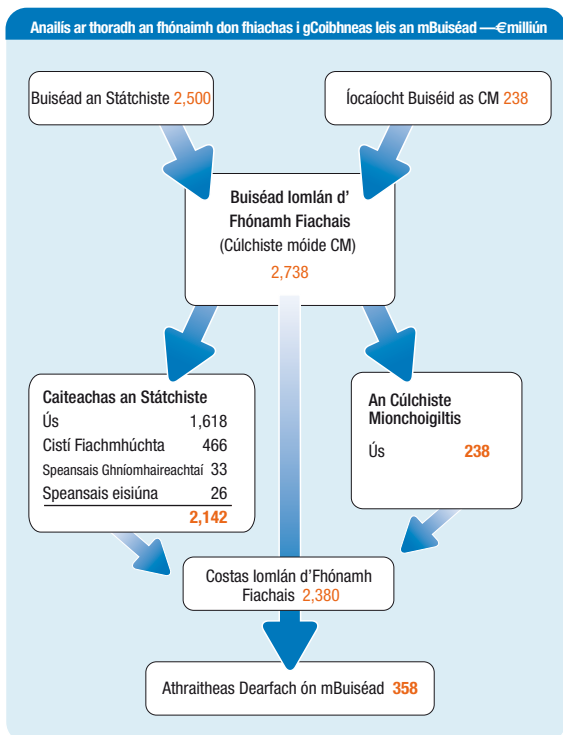 Anailís ar thoradh an fhónaimh don fhiachas i gCoibhneas leis an mBuiséad —€milliún
Buiséad an Státchiste 2,500
Íocaíocht Buiséid as CM 238
Buiséad Iomlán d'
Fhónamh Fiachais
(Cúlchiste móide CM)
2,738
Caiteachas an Státchiste
Ús 1,618
Cistí Fiachmhúchta 466
Speansais Ghníomhaireachtaí 33
Speansais eisiúna 26
2,142
An Cúlchiste
Mionchoigiltis
Ús 238
Costas Iomlán d'Fhónamh
Fiachais 2,380
Athraitheas Dearfach ón mBuiséad 358